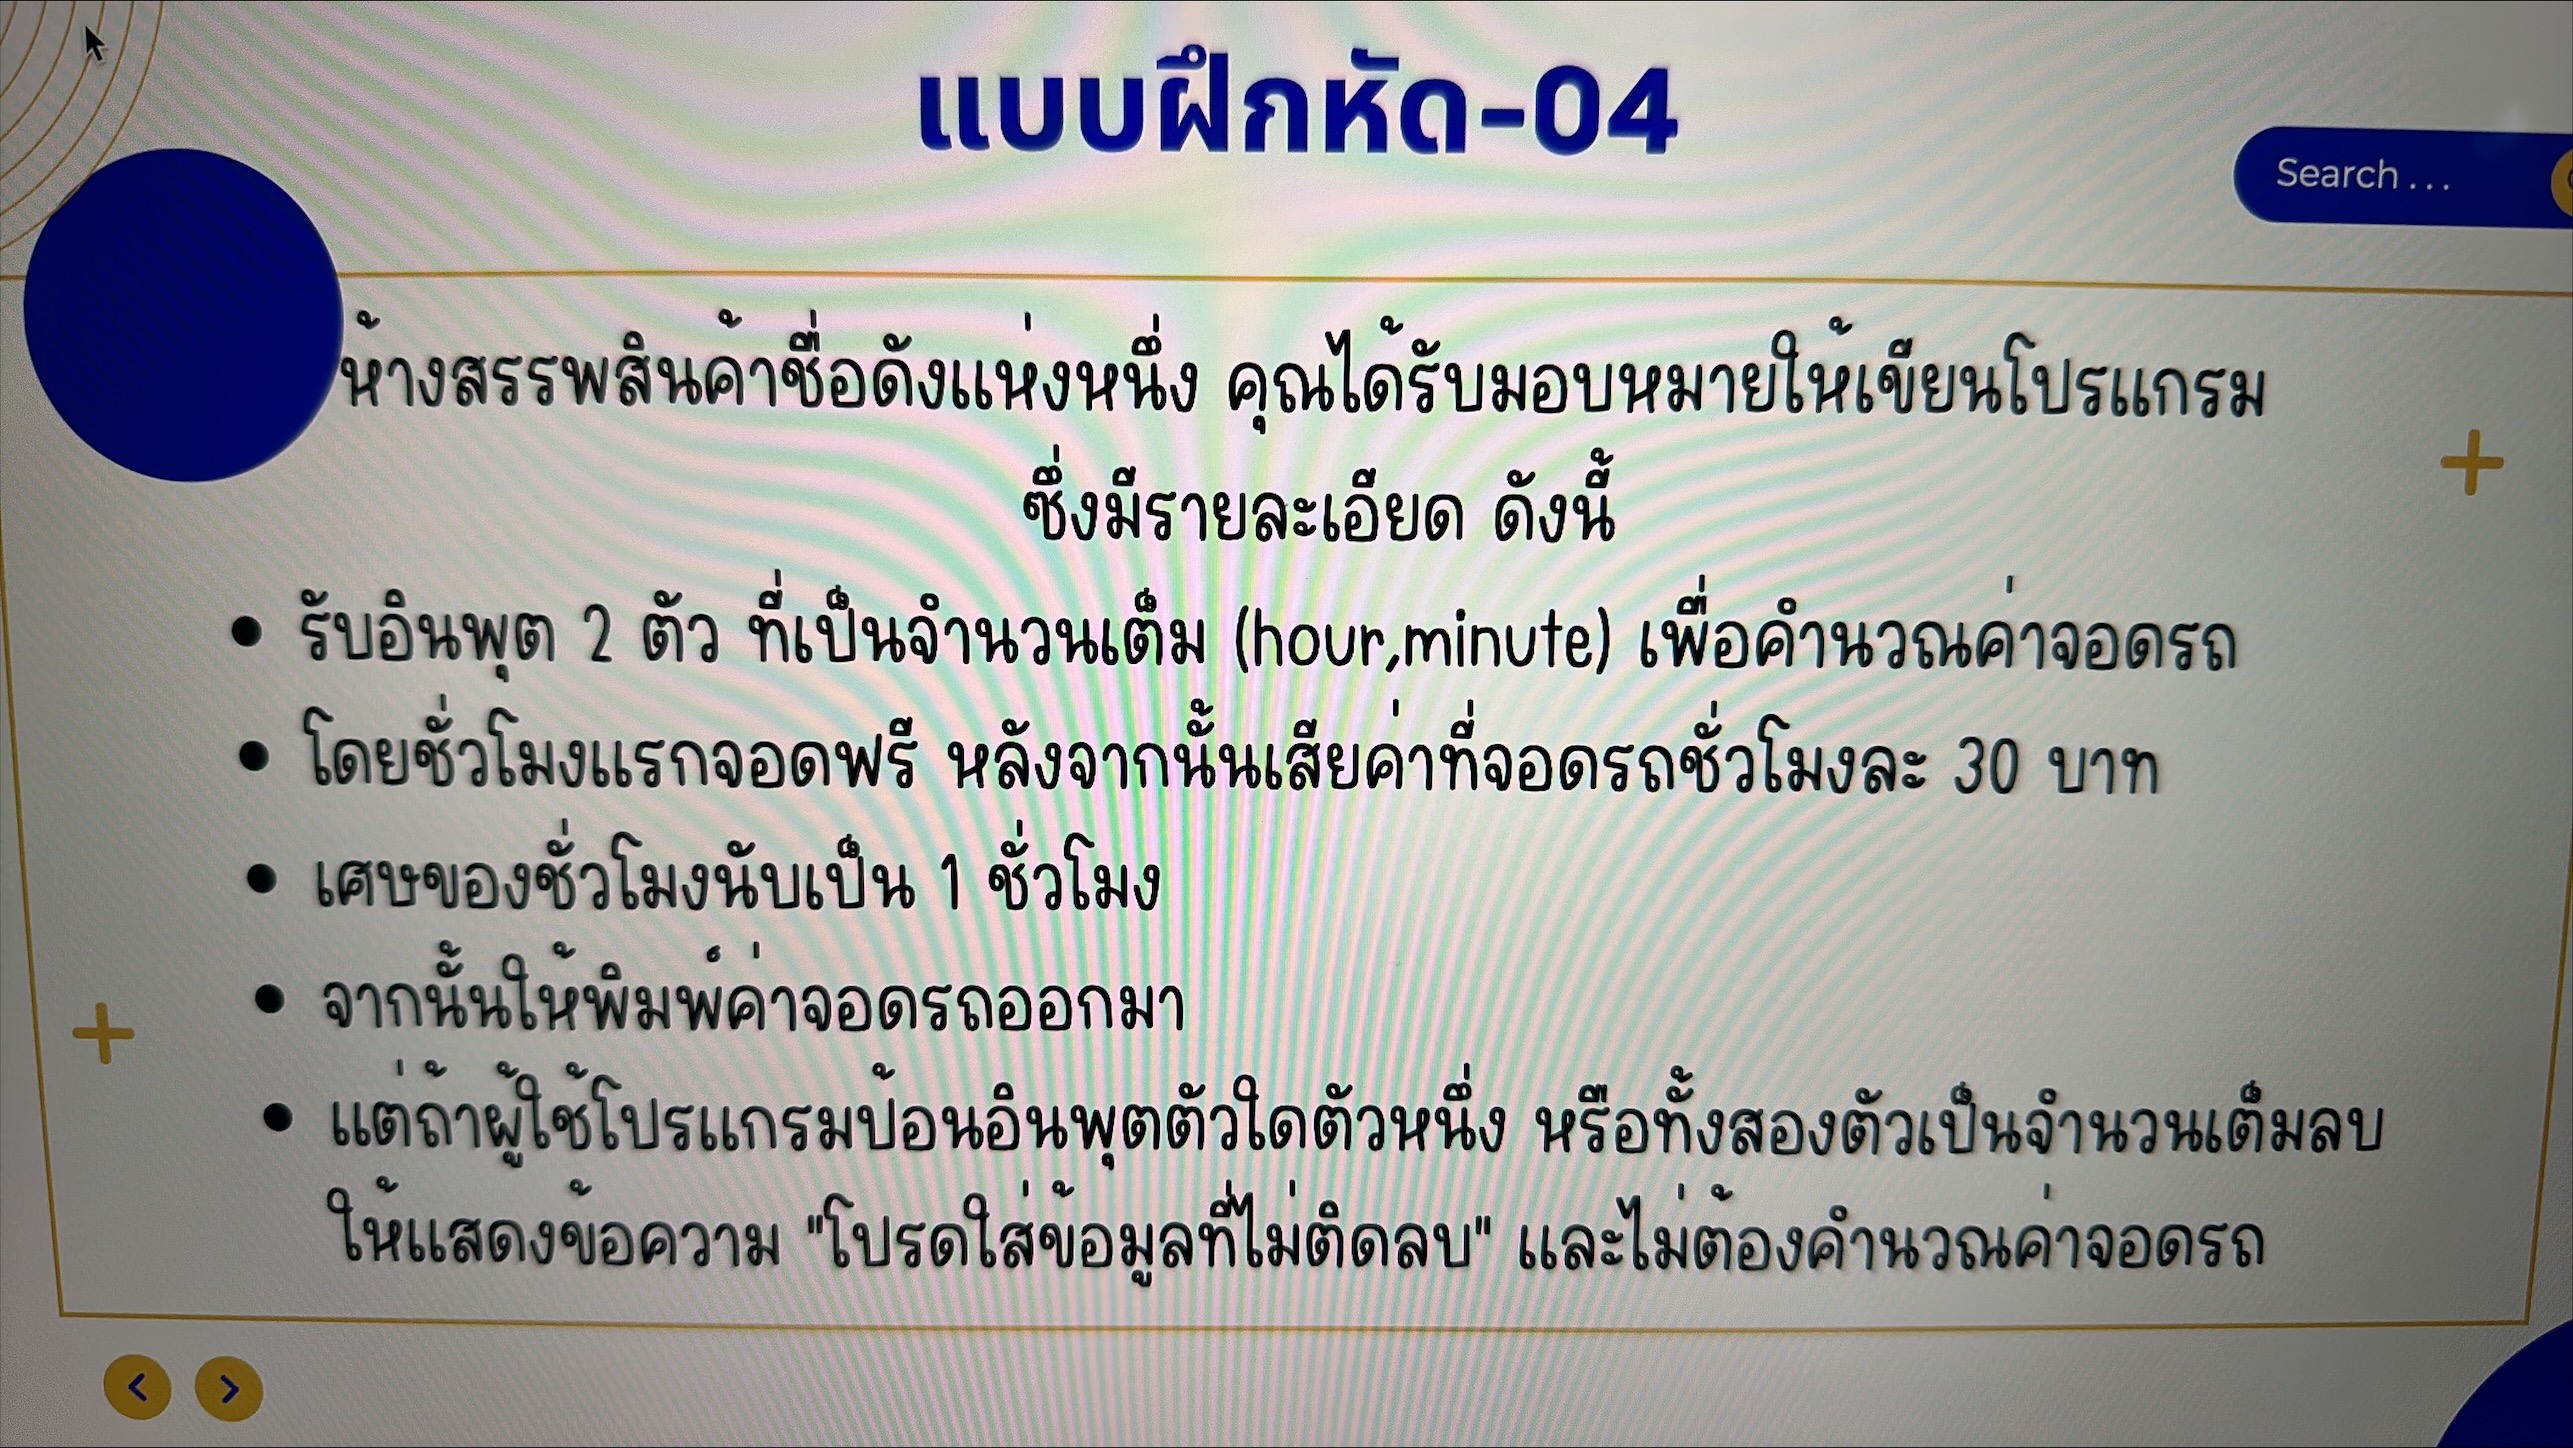 แบบฝึกหัด-04
Search ...
ห้างสรรพสินค้าชื่อดังแห่งหนึ่ง คุณได้รับมอบหมายให้เขียนโปรแกรม
ซึ่งมีรายละเอียด ดังนี้
• รับอินพุต 2 ตัว ที่เป็นจำนวนเต็ม (hour,minute) เพื่อคำนวณค่าจอดรถ
• โดยชั่วโมงแรกจอดฟรี หลังจากนั้นเสียค่าที่จอดรถชั่วโมงละ 30 บาท
• เศษของชั่วโมงนับเป็น 1 ชั่วโมง
• จากนั้นให้พิมพ์ค่าจอดรถออกมา
• แต่ถ้าผู้ใช้โปรแกรมป้อนอินพุตตัวใดตัวหนึ่ง หรือทั้งสองตัวเป็นจำนวนเต็มลบ
ให้แสดงข้อความ "โปรดใส่ข้อมูลที่ไม่ติดลบ" และไม่ต้องคำนวณค่าจอดรถ